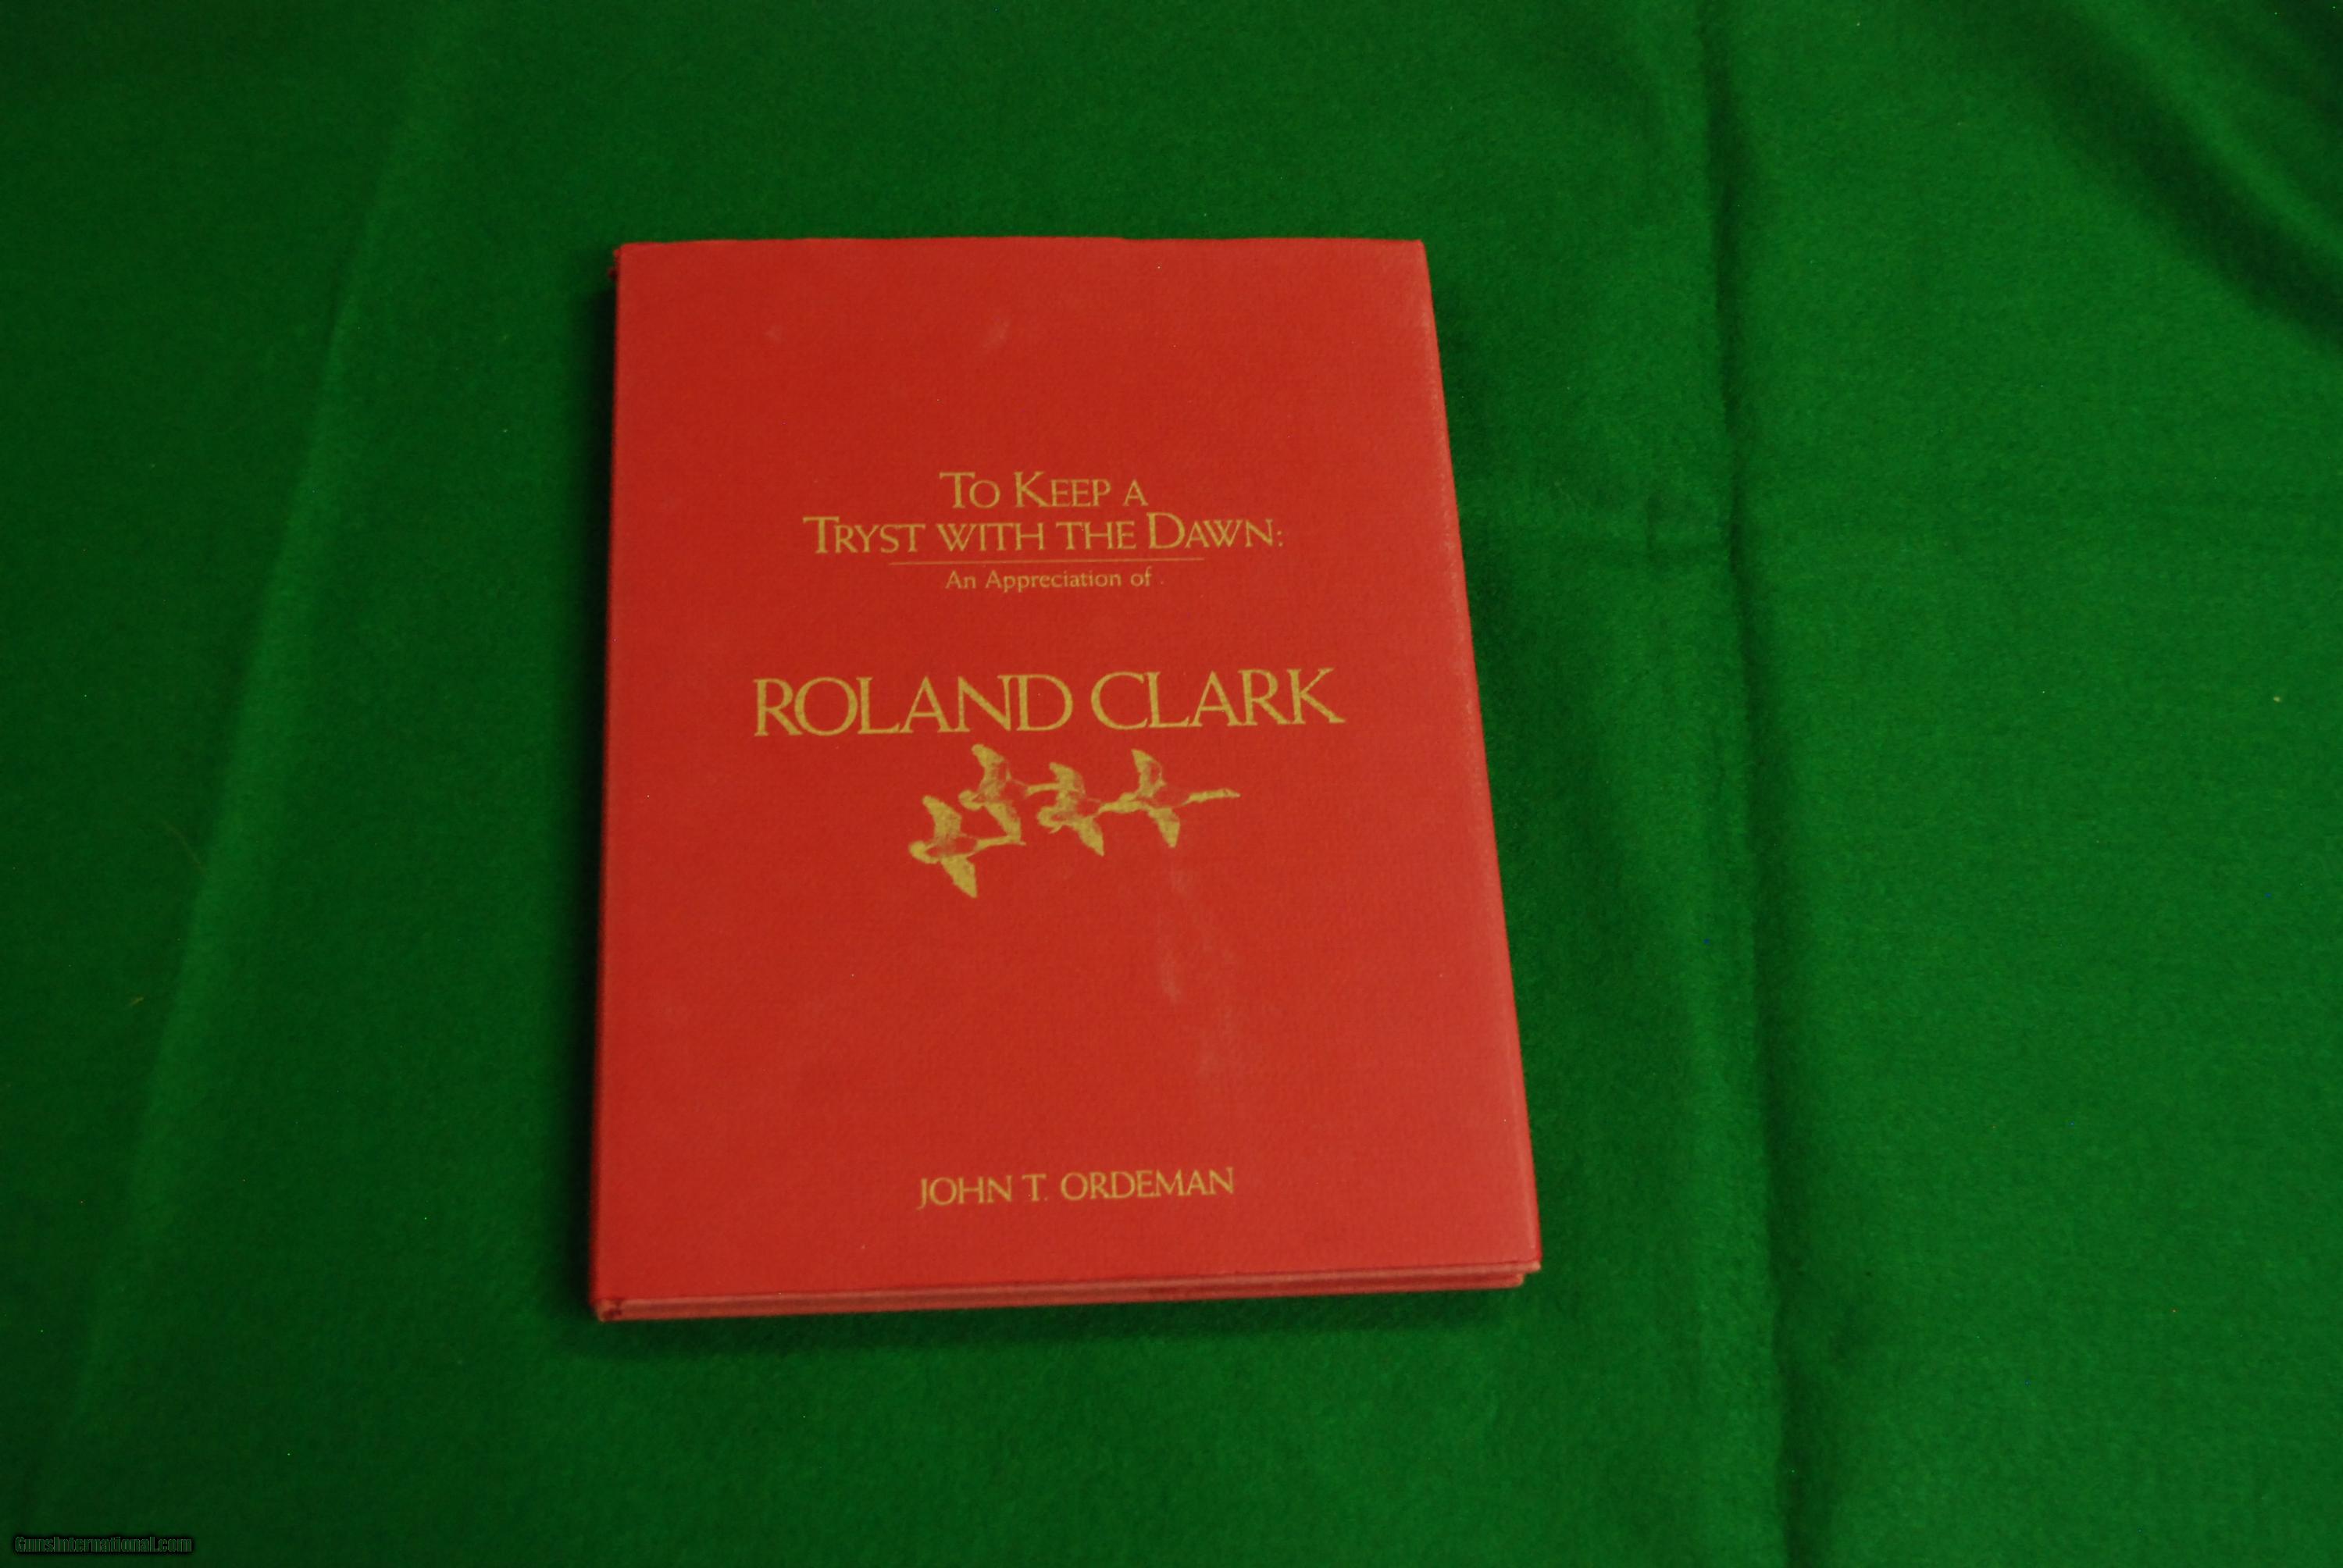 TO KEEP A
TRYST WITH THE DAWN:
An Appreciation of
ROLAND CLARK
JOHN T. ORDEMAN
GunsInternational.com